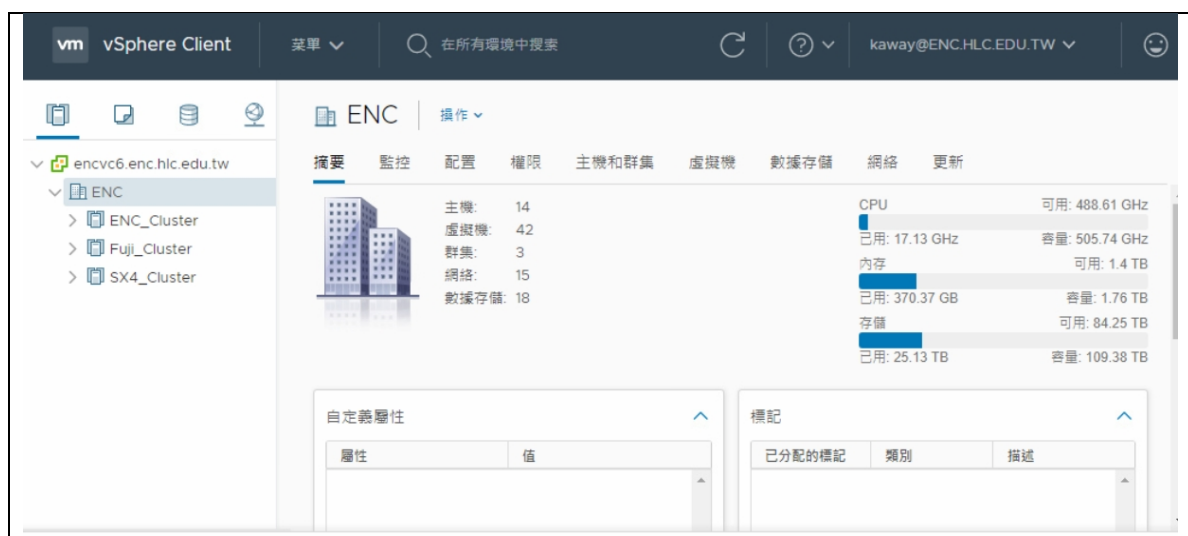 vm vSphere Client 菜單 在所有環境中搜索 kaway@ENC.HLC.EDU.TW
encvc6.enc.hlc.edu.tw
ENC
ENC_Cluster
Fuji_Cluster
SX4_Cluster
ENC 操作
摘要 監控 配置 權限 主機和群集 虛擬機 數據存儲 網絡 更新
主機: 14
虛擬機: 42
群集: 3
網絡: 15
數據存儲: 18
CPU 可用: 488.61 GHz
已用: 17.13 GHz 容量: 505.74 GHz
內存 可用: 1.4 TB
已用: 370.37 GB 容量: 1.76 TB
存儲 可用: 84.25 TB
已用: 25.13 TB 容量: 109.38 TB
自定義屬性
屬性 值
標記
已分配的標記 類別 描述